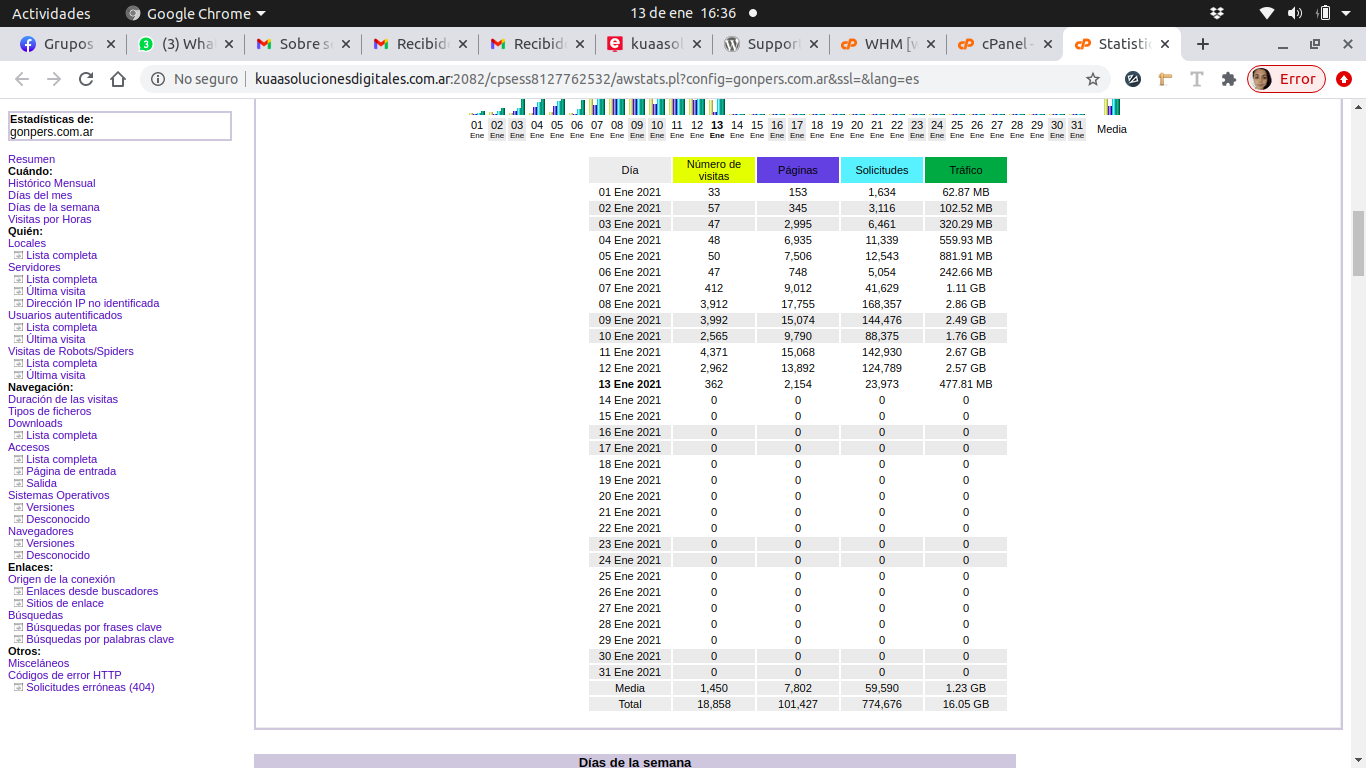 Actividades
Google Chrome
13 de ene 16:36
Grupos
(3) Wha
Sobre s
Recibid
Recibid
kuaasol
Support
WHM [w
cPanel -
Statistic
No seguro
kuaasolucionesdigitales.com.ar:2082/cpsess8127762532/awstats.pl?config=gonpers.com.ar&ssl=&lang=es
Error
Estadísticas de:
gonpers.com.ar
Resumen
Cuándo:
Histórico Mensual
Días del mes
Días de la semana
Visitas por Horas
Quién:
Locales
Lista completa
Servidores
Lista completa
Última visita
Dirección IP no identificada
Usuarios autentificados
Lista completa
Última visita
Visitas de Robots/Spiders
Lista completa
Última visita
Navegación:
Duración de las visitas
Tipos de ficheros
Downloads
Lista completa
Accesos
Lista completa
Página de entrada
Salida
Sistemas Operativos
Versiones
Desconocido
Navegadores
Versiones
Desconocido
Enlaces:
Origen de la conexión
Enlaces desde buscadores
Sitios de enlace
Búsquedas
Búsquedas por frases clave
Búsquedas por palabras clave
Otros:
Misceláneos
Códigos de error HTTP
Solicitudes erróneas (404)
01 02 03 04 05 06 07 08 09 10 11 12 13 14 15 16 17 18 19 20 21 22 23 24 25 26 27 28 29 30 31 Media
Ene Ene Ene Ene Ene Ene Ene Ene Ene Ene Ene Ene Ene Ene Ene Ene Ene Ene Ene Ene Ene Ene Ene Ene Ene Ene Ene Ene Ene Ene Ene
Día Número de visitas Páginas Solicitudes Tráfico
01 Ene 2021 33 153 1,634 62.87 MB
02 Ene 2021 57 345 3,116 102.52 MB
03 Ene 2021 47 2,995 6,461 320.29 MB
04 Ene 2021 48 6,935 11,339 559.93 MB
05 Ene 2021 50 7,506 12,543 881.91 MB
06 Ene 2021 47 748 5,054 242.66 MB
07 Ene 2021 412 9,012 41,629 1.11 GB
08 Ene 2021 3,912 17,755 168,357 2.86 GB
09 Ene 2021 3,992 15,074 144,476 2.49 GB
10 Ene 2021 2,565 9,790 88,375 1.76 GB
11 Ene 2021 4,371 15,068 142,930 2.67 GB
12 Ene 2021 2,962 13,892 124,789 2.57 GB
13 Ene 2021 362 2,154 23,973 477.81 MB
14 Ene 2021 0 0 0 0
15 Ene 2021 0 0 0 0
16 Ene 2021 0 0 0 0
17 Ene 2021 0 0 0 0
18 Ene 2021 0 0 0 0
19 Ene 2021 0 0 0 0
20 Ene 2021 0 0 0 0
21 Ene 2021 0 0 0 0
22 Ene 2021 0 0 0 0
23 Ene 2021 0 0 0 0
24 Ene 2021 0 0 0 0
25 Ene 2021 0 0 0 0
26 Ene 2021 0 0 0 0
27 Ene 2021 0 0 0 0
28 Ene 2021 0 0 0 0
29 Ene 2021 0 0 0 0
30 Ene 2021 0 0 0 0
31 Ene 2021 0 0 0 0
Media 1,450 7,802 59,590 1.23 GB
Total 18,858 101,427 774,676 16.05 GB
Días de la semana